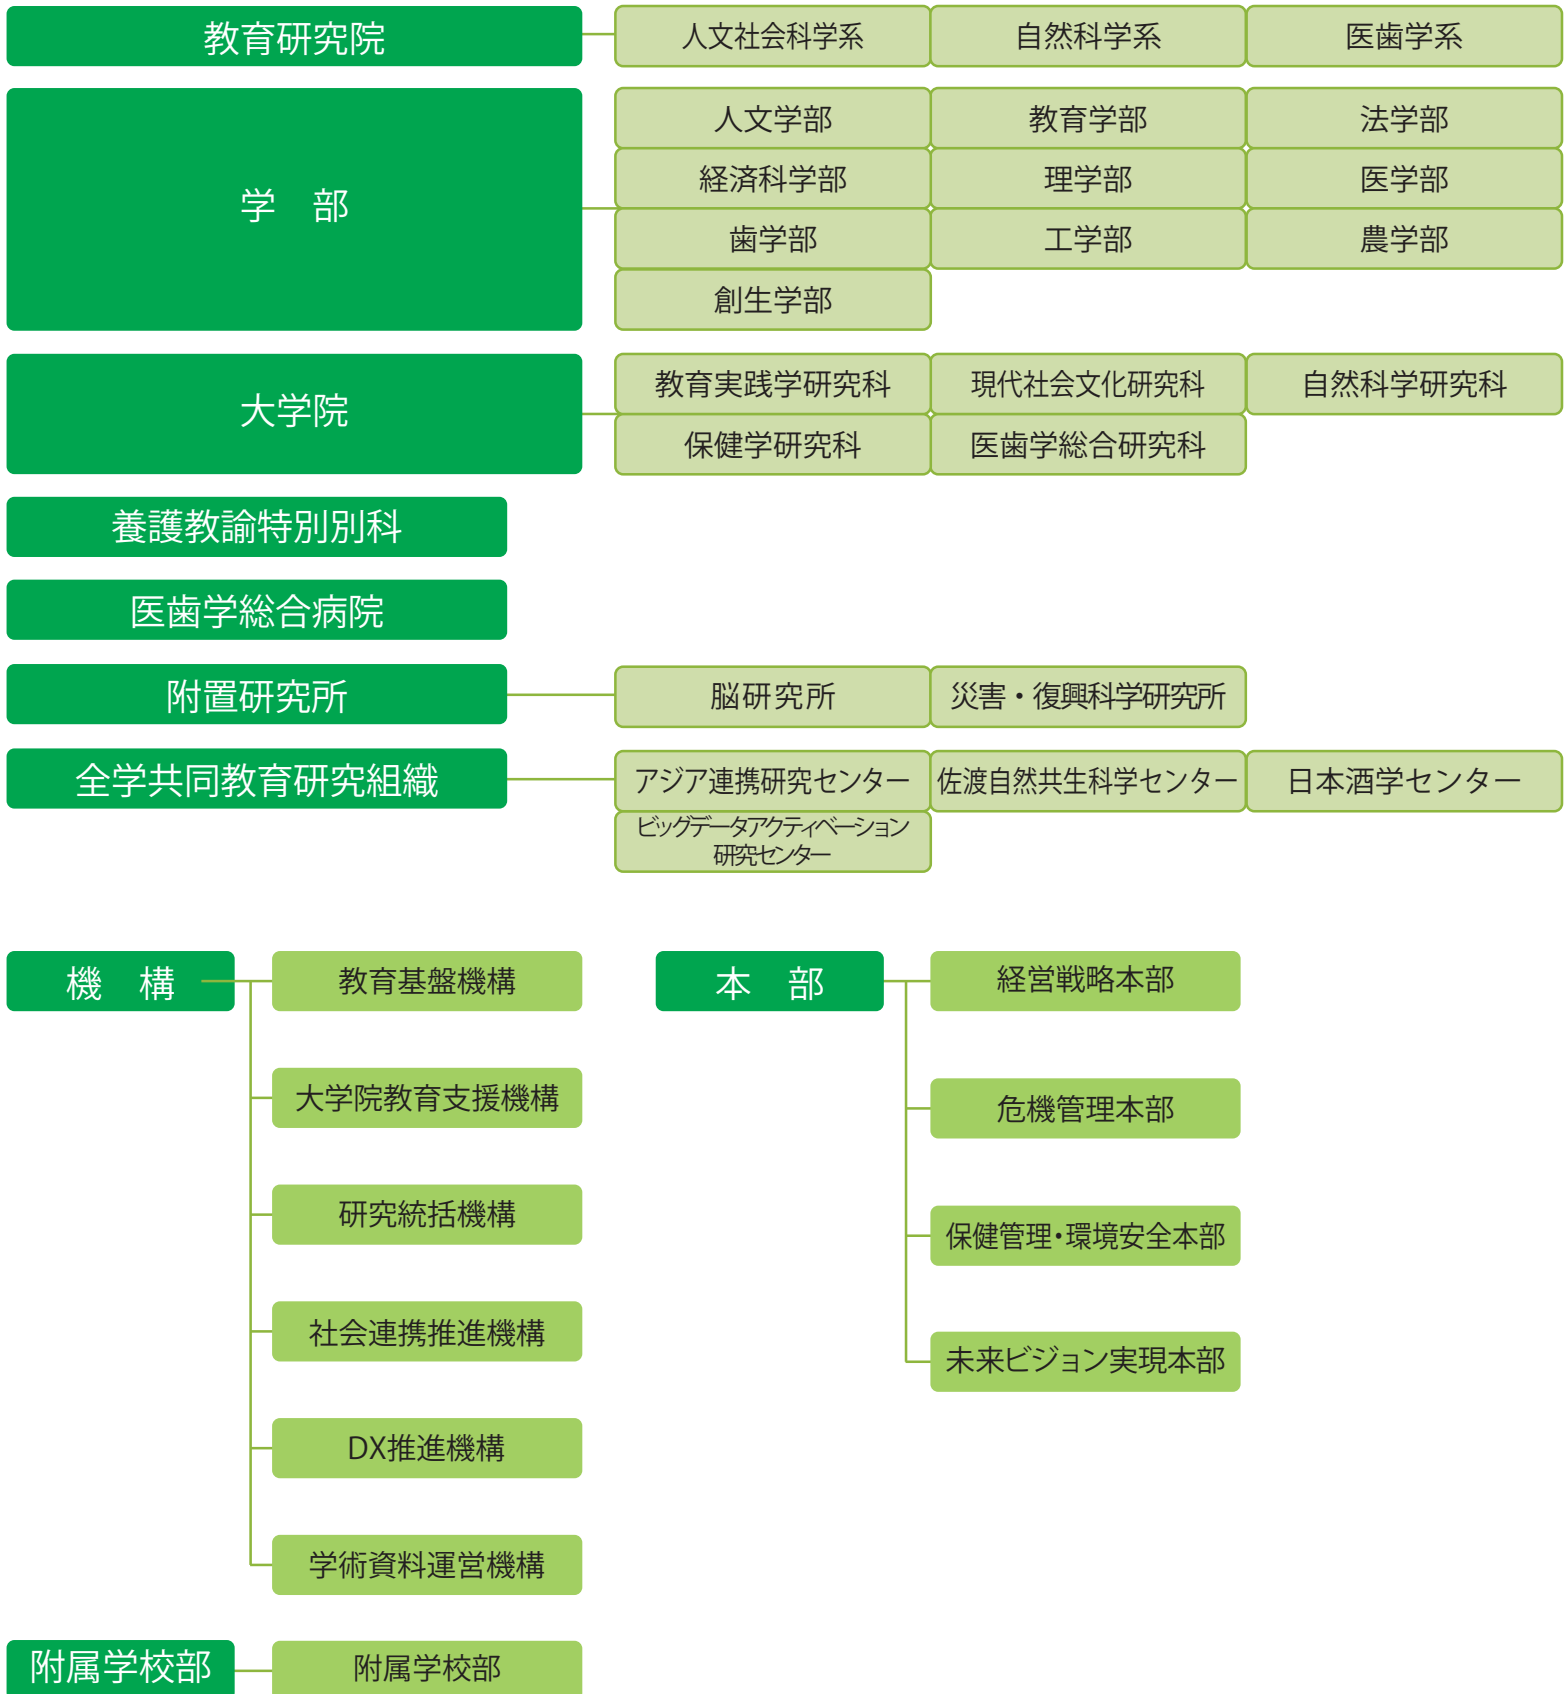 教育研究院
人文社会科学系
自然科学系
医歯学系
学　部
人文学部
教育学部
法学部
経済科学部
理学部
医学部
歯学部
工学部
農学部
創生学部
大学院
教育実践学研究科
現代社会文化研究科
自然科学研究科
保健学研究科
医歯学総合研究科
養護教諭特別別科
医歯学総合病院
附置研究所
脳研究所
災害・復興科学研究所
全学共同教育研究組織
アジア連携研究センター
佐渡自然共生科学センター
日本酒学センター
ビッグデータアクティベーション
研究センター
機　構
教育基盤機構
大学院教育支援機構
研究統括機構
社会連携推進機構
DX推進機構
学術資料運営機構
本　部
経営戦略本部
危機管理本部
保健管理・環境安全本部
未来ビジョン実現本部
附属学校部
附属学校部